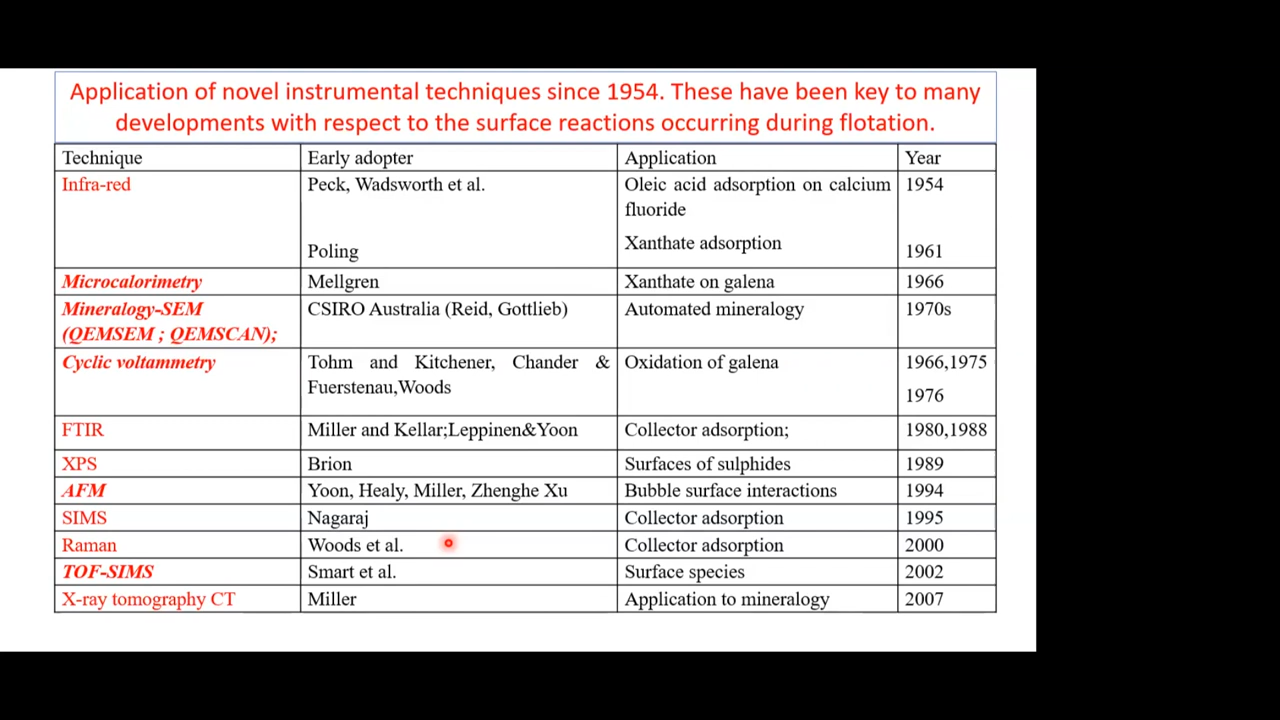 Application of novel instrumental techniques since 1954. These have been key to many
developments with respect to the surface reactions occurring during flotation.
Technique Early adopter Application Year
Infra-red Peck, Wadsworth et al. Oleic acid adsorption on calcium 1954
fluoride
Poling Xanthate adsorption 1961
Microcalorimetry Mellgren Xanthate on galena 1966
Mineralogy-SEM CSIRO Australia (Reid, Gottlieb) Automated mineralogy 1970s
(QEMSEM ; QEMSCAN);
Cyclic voltammetry Tohm and Kitchener, Chander & Oxidation of galena 1966,1975
Fuerstenau,Woods 1976
FTIR Miller and Kellar;Leppinen&Yoon Collector adsorption; 1980,1988
XPS Brion Surfaces of sulphides 1989
AFM Yoon, Healy, Miller, Zhenghe Xu Bubble surface interactions 1994
SIMS Nagaraj Collector adsorption 1995
Raman Woods et al. Collector adsorption 2000
TOF-SIMS Smart et al. Surface species 2002
X-ray tomography CT Miller Application to mineralogy 2007